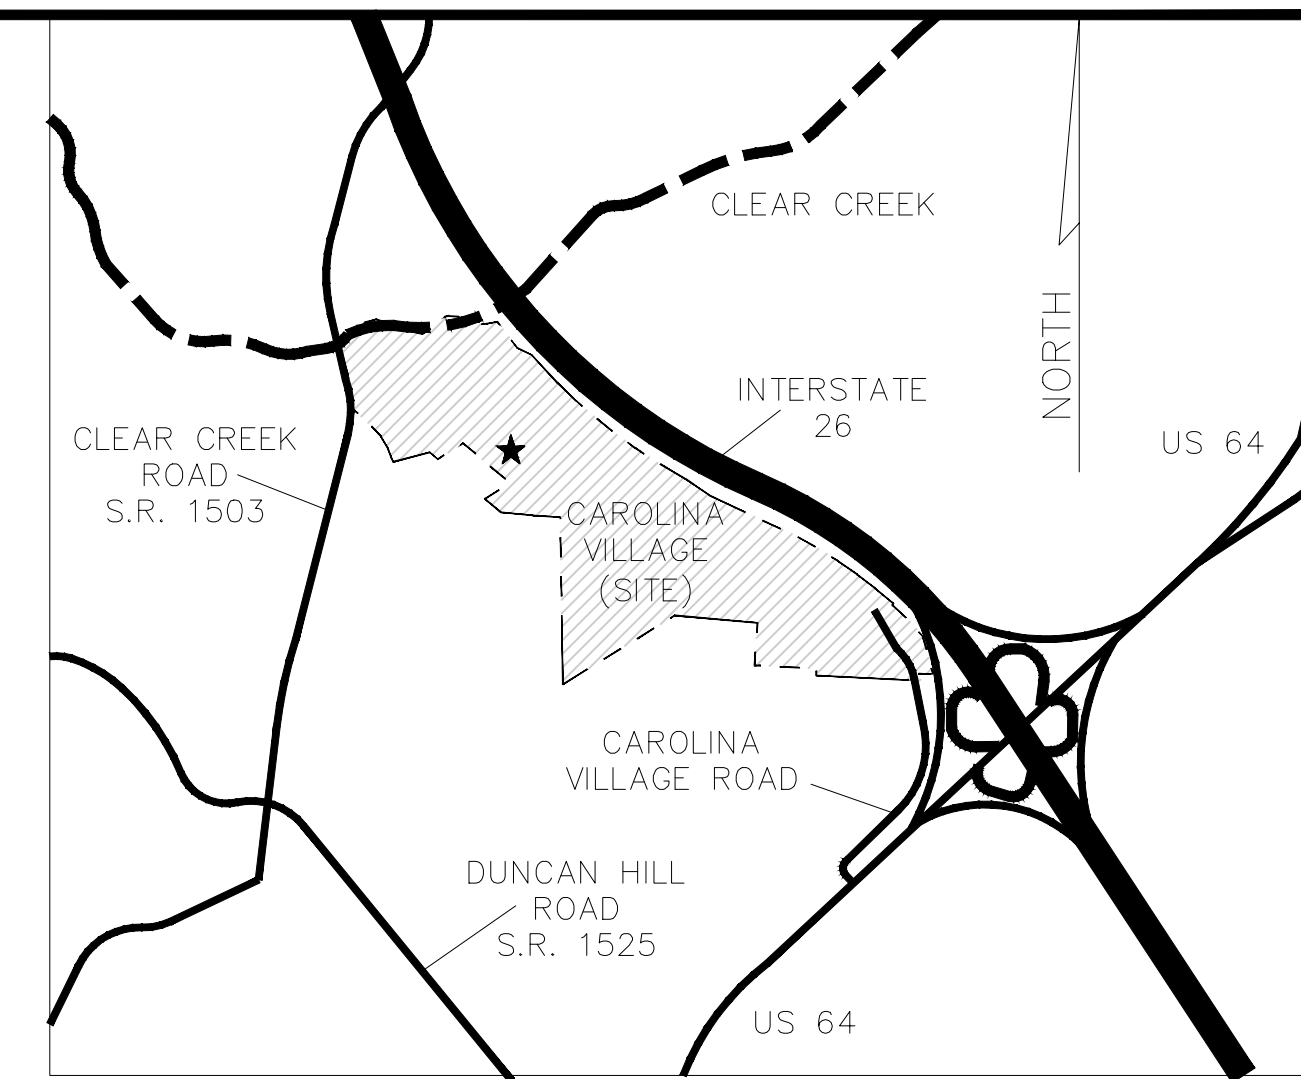 CLEAR CREEK
NORTH
INTERSTATE
26
US 64
CLEAR CREEK
ROAD
S.R. 1503
CAROLINA
VILLAGE
(SITE)
CAROLINA
VILLAGE ROAD
DUNCAN HILL
ROAD
S.R. 1525
US 64